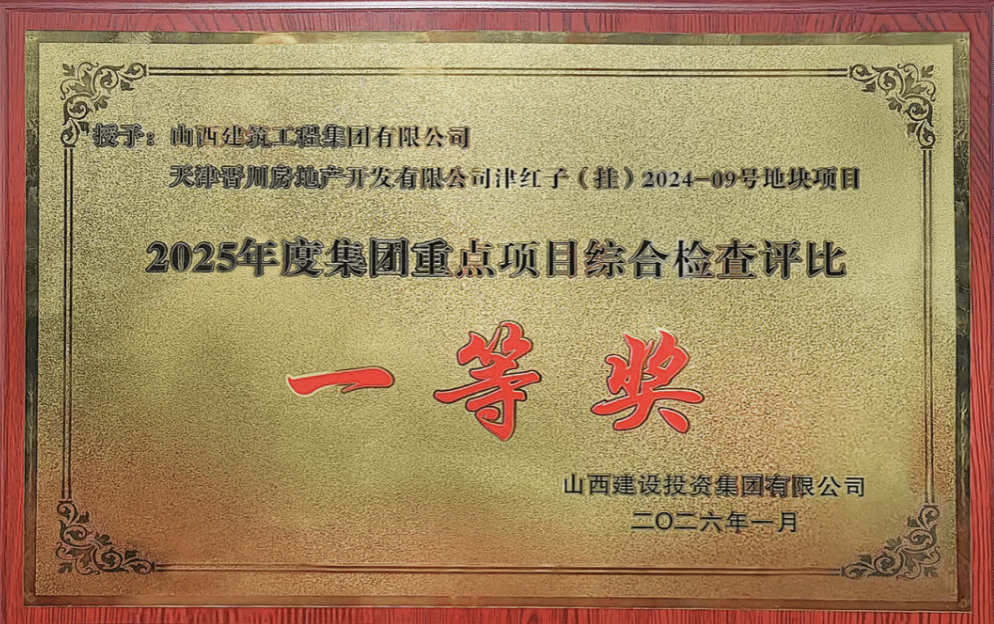 授予：山西建筑工程集团有限公司
天津晋川房地产开发有限公司津红子（挂）2024-09号地块项目
2025年度集团重点项目综合检查评比
一等奖
山西建设投资集团有限公司
二〇二六年一月